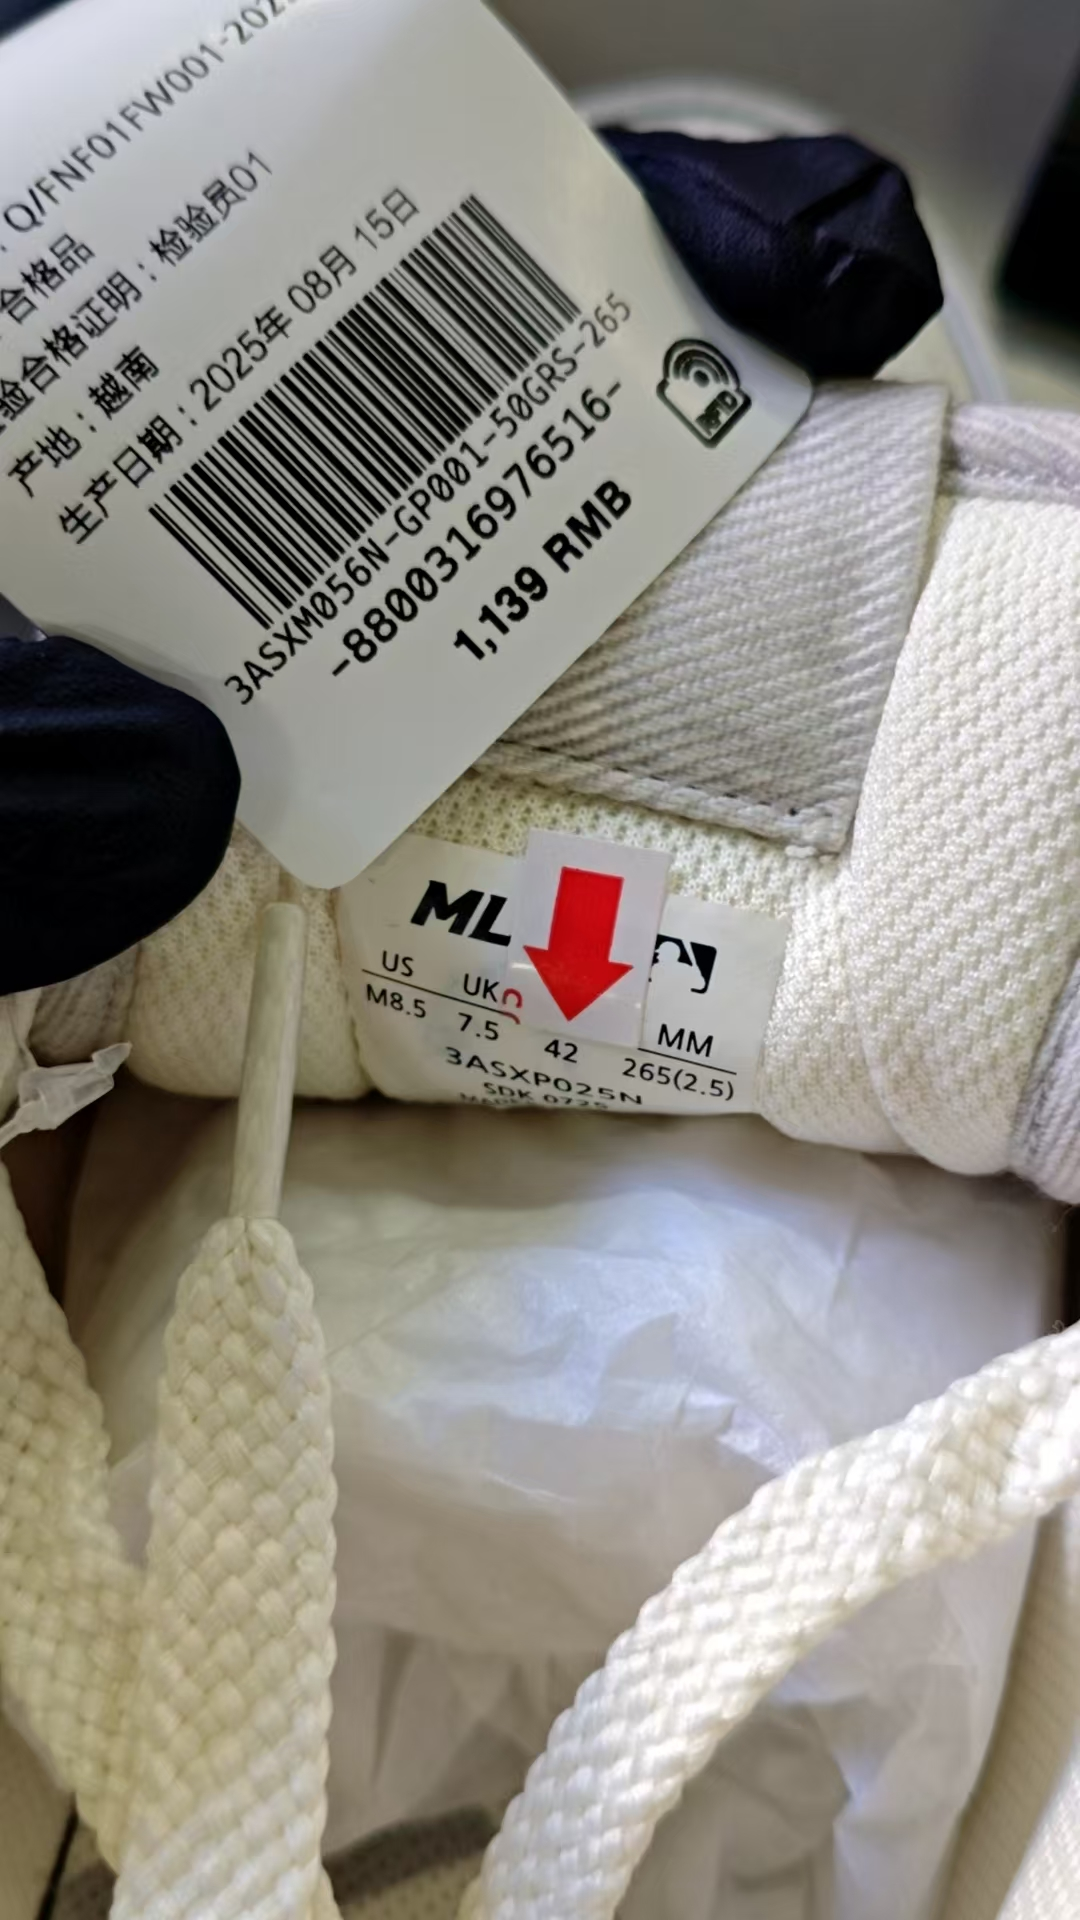 Q/FNF01FW001-202
合格品
验合格证明：检验员01
产地：越南
生产日期：2025年 08月 15日
3ASXM056N-GP001-50GRS-265
-8800316976516-
1,139 RMB
RFID
ML
US UK MM
M8.5 7.5 42 265(2.5)
3ASXP025N
SDK 0725